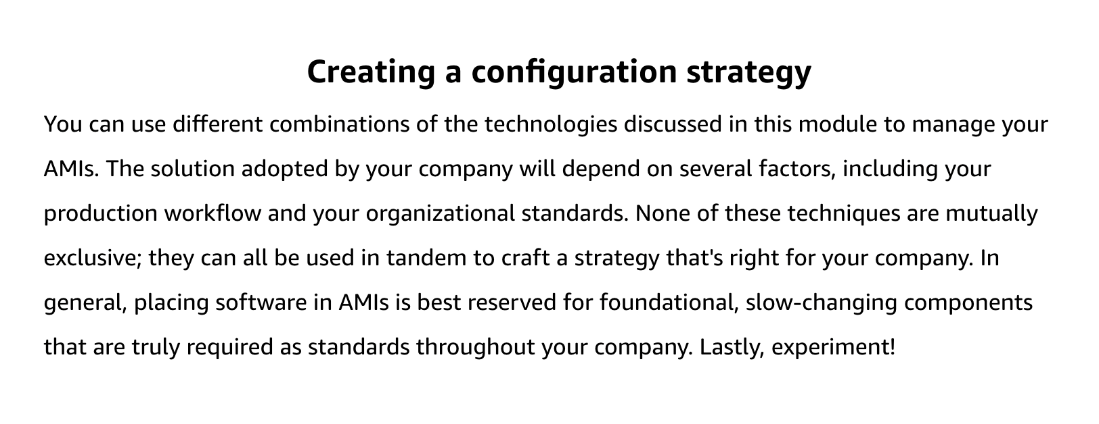 Creating a configuration strategy
You can use different combinations of the technologies discussed in this module to manage your
AMIs. The solution adopted by your company will depend on several factors, including your
production workflow and your organizational standards. None of these techniques are mutually
exclusive; they can all be used in tandem to craft a strategy that's right for your company. In
general, placing software in AMIs is best reserved for foundational, slow-changing components
that are truly required as standards throughout your company. Lastly, experiment!